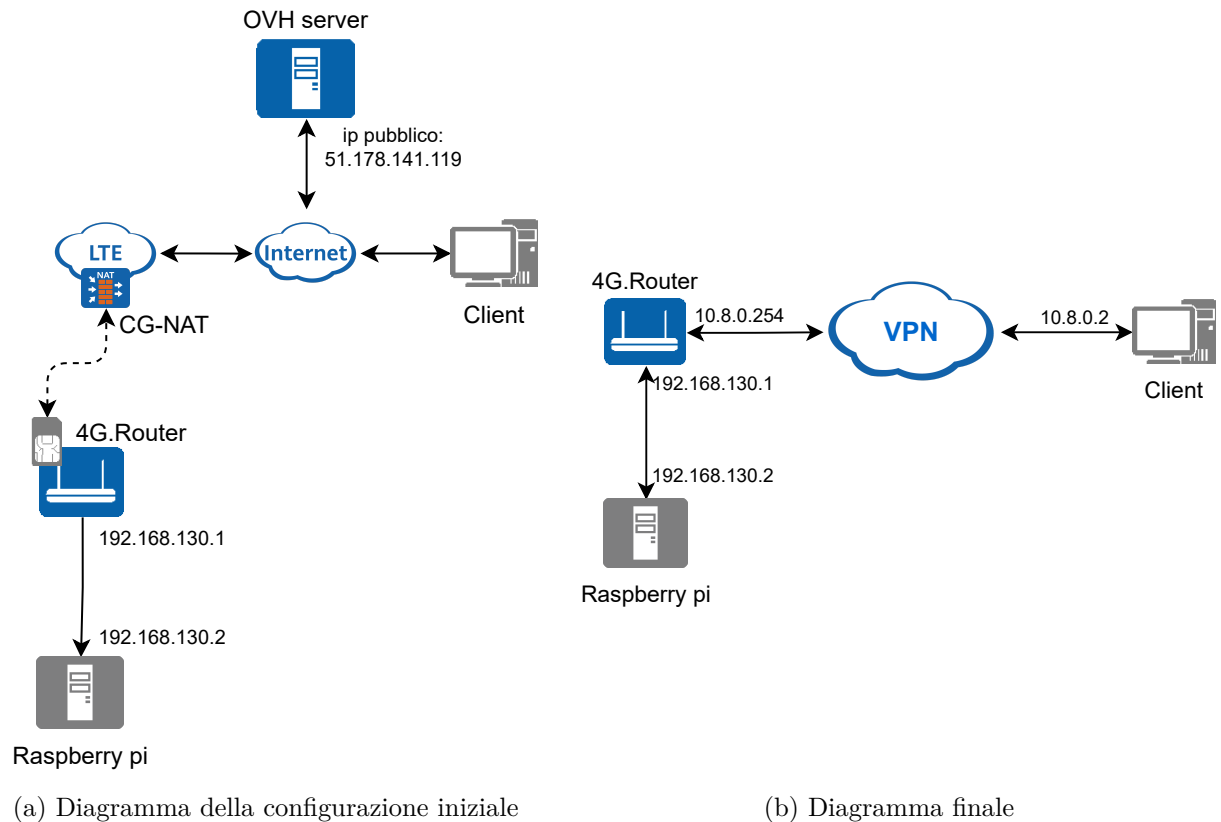 OVH server
ip pubblico:
51.178.141.119
LTE
NAT
CG-NAT
Internet
Client
4G.Router
192.168.130.1
192.168.130.2
Raspberry pi
(a) Diagramma della configurazione iniziale
4G.Router
10.8.0.254
VPN
10.8.0.2
Client
192.168.130.1
192.168.130.2
Raspberry pi
(b) Diagramma finale